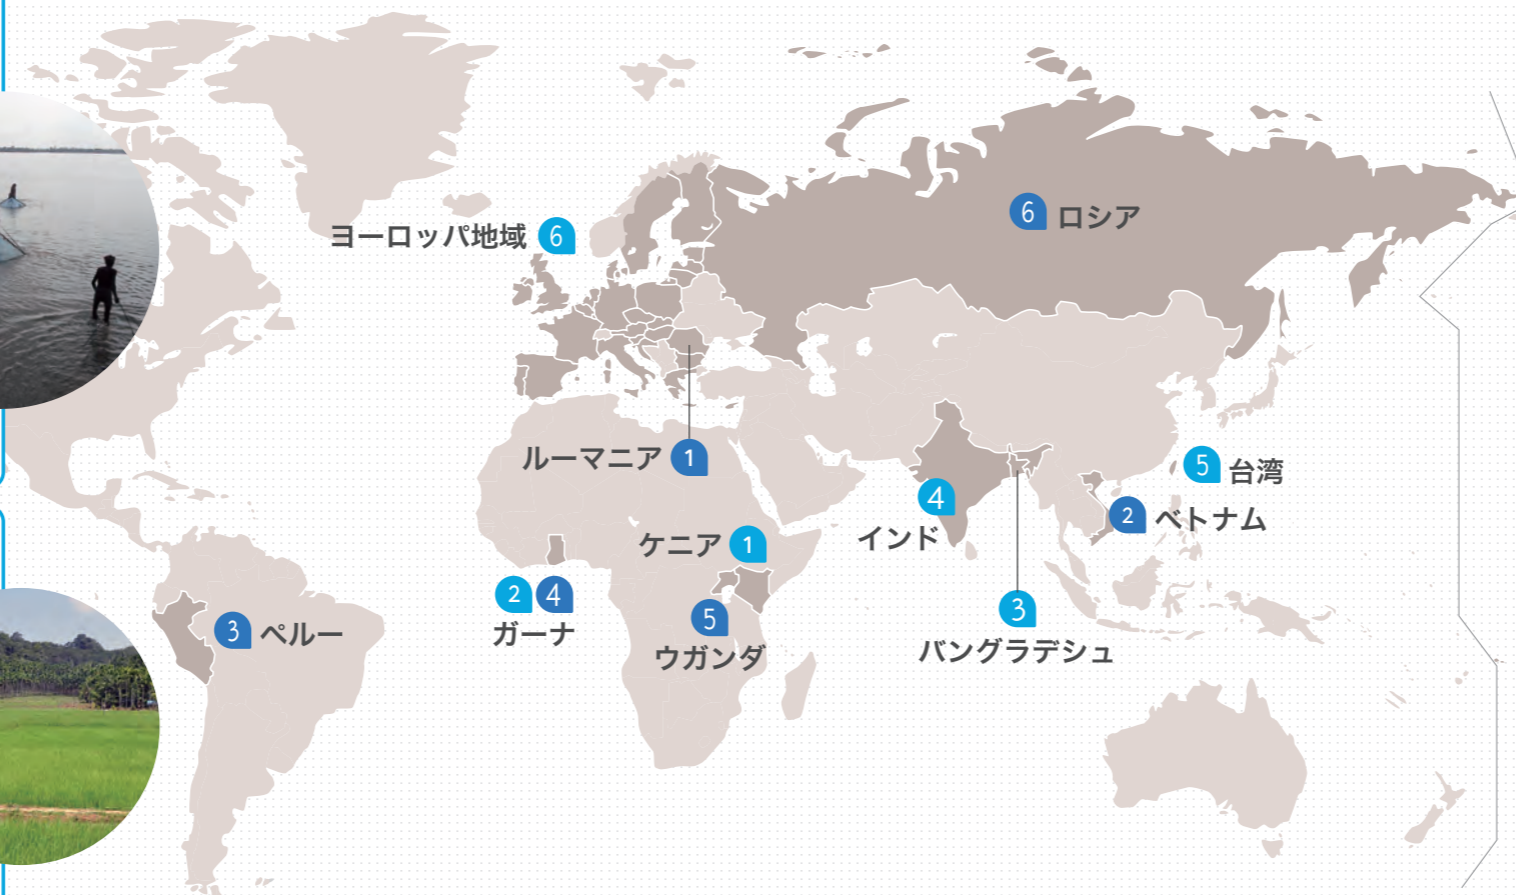 6 ロシア
ヨーロッパ地域 6
ルーマニア 1
5 台湾
4
インド
2 ベトナム
ケニア 1
2 4
ガーナ
5
ウガンダ
3
バングラデシュ
3 ペルー